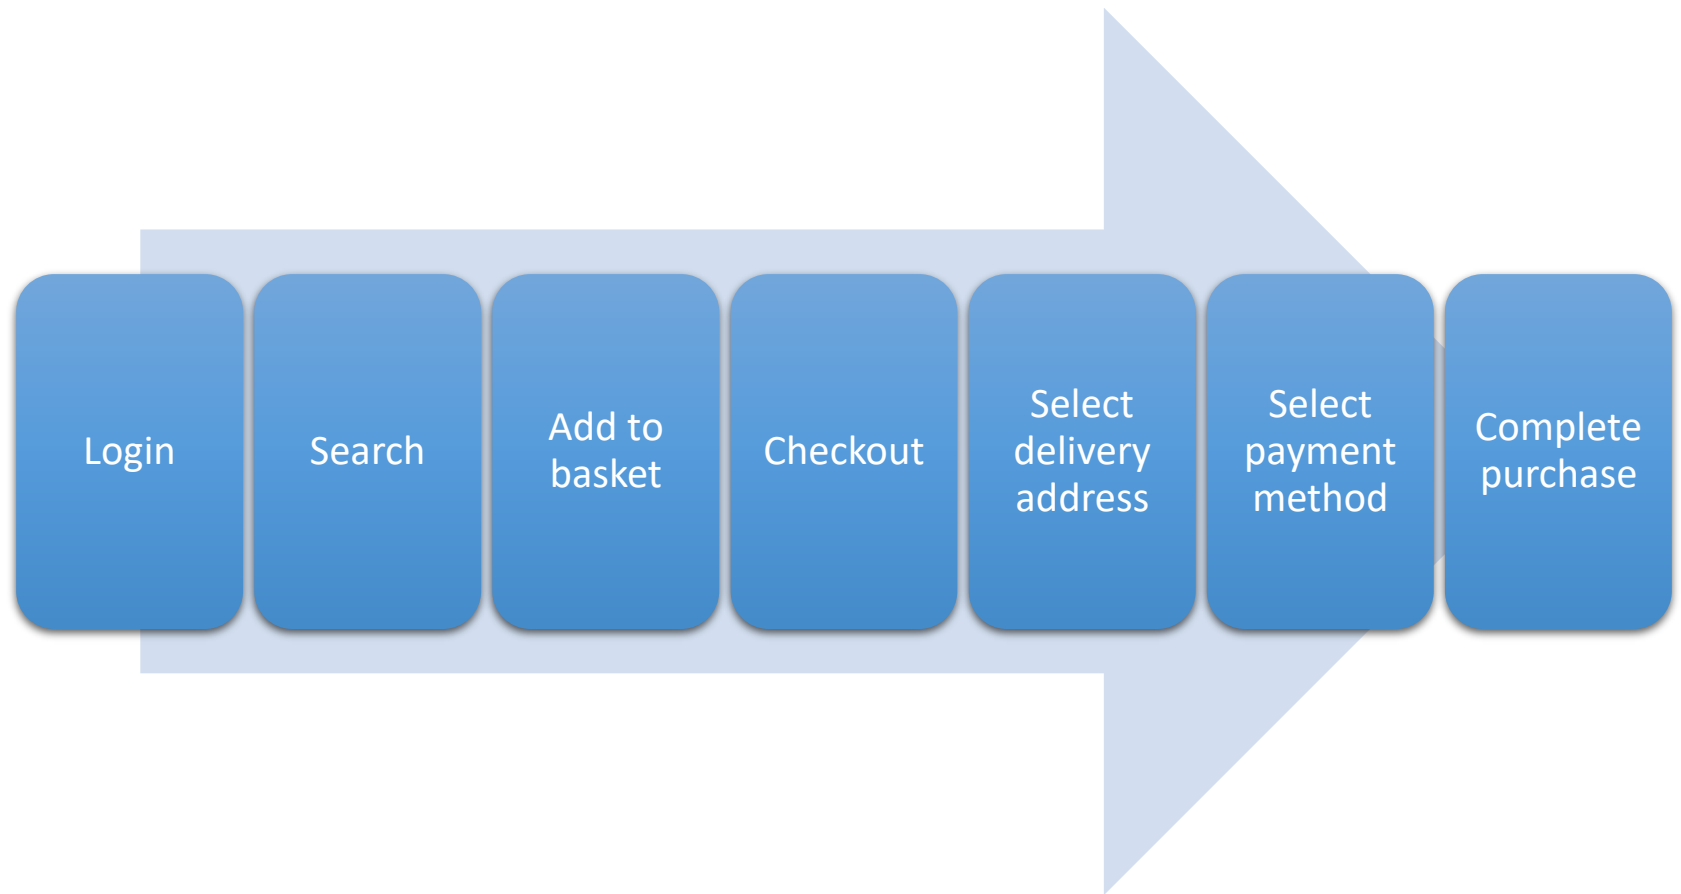 Login
Search
Add to
basket
Checkout
Select
delivery
address
Select
payment
method
Complete
purchase